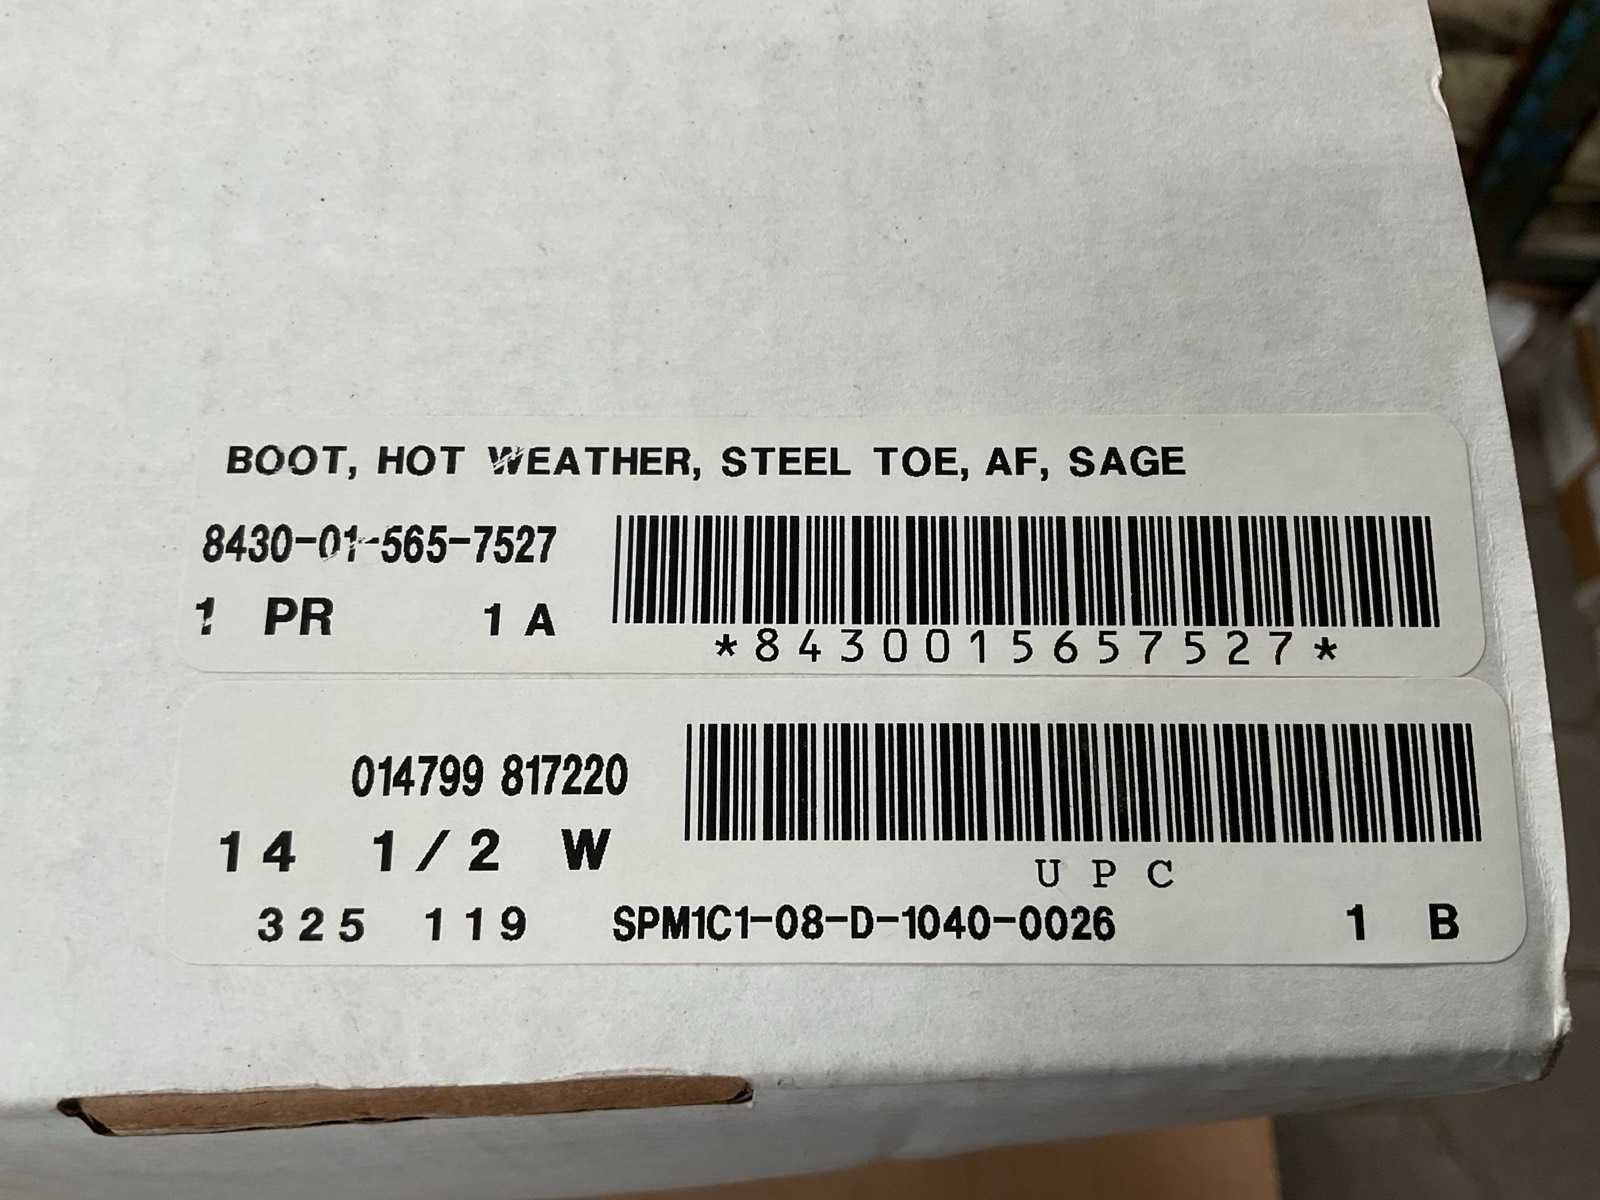 BOOT, HOT WEATHER, STEEL TOE, AF, SAGE
8430-01-565-7527
1 PR 1 A
*8430015657527*
014799 817220
14 1/2 W
UPC
325 119 SPM1C1-08-D-1040-0026 1 B